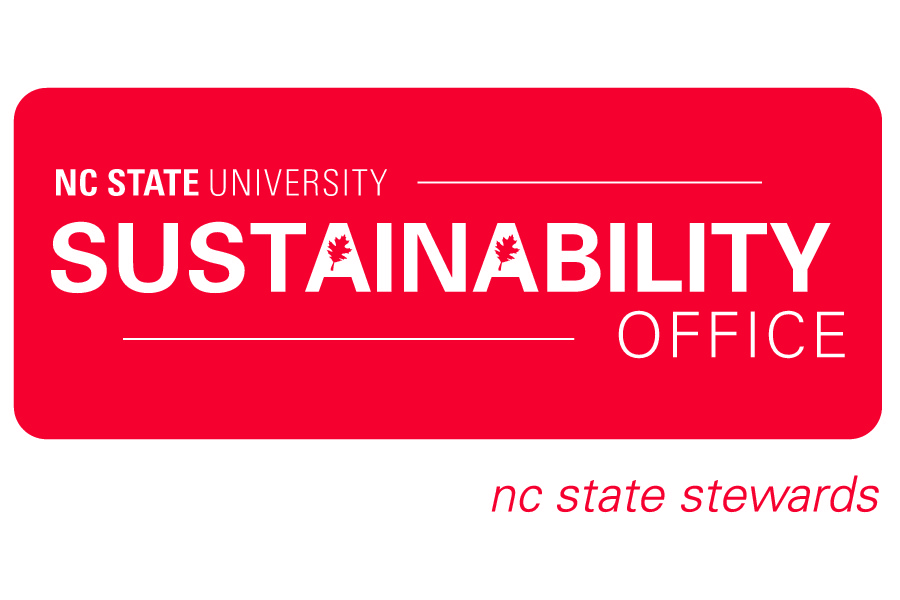 NC STATE UNIVERSITY
SUSTAINABILITY
OFFICE
nc state stewards